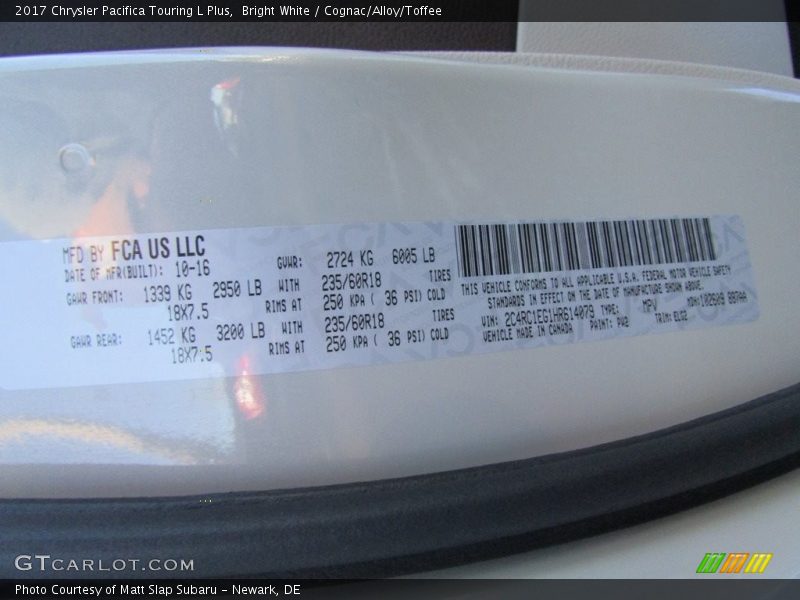 2017 Chrysler Pacifica Touring L Plus, Bright White / Cognac/Alloy/Toffee
MFD BY FCA US LLC
DATE OF MFR(BUILT): 10-16 GVWR: 2724 KG 6005 LB
GAWR FRONT: 1339 KG 2950 LB WITH 235/60R18 TIRES
18X7.5 RIMS AT 250 KPA ( 36 PSI) COLD
GAWR REAR: 1452 KG 3200 LB WITH 235/60R18 TIRES
18X7.5 RIMS AT 250 KPA ( 36 PSI) COLD
THIS VEHICLE CONFORMS TO ALL APPLICABLE U.S.A. FEDERAL MOTOR VEHICLE SAFETY
STANDARDS IN EFFECT ON THE DATE OF MANUFACTURE SHOWN ABOVE.
VIN: 2C4RC1EG1HR614079 TYPE: MPV MDH:
VEHICLE MADE IN CANADA PAINT: PW2 TRIM:
GTCARLOT.COM
Photo Courtesy of Matt Slap Subaru – Newark, DE